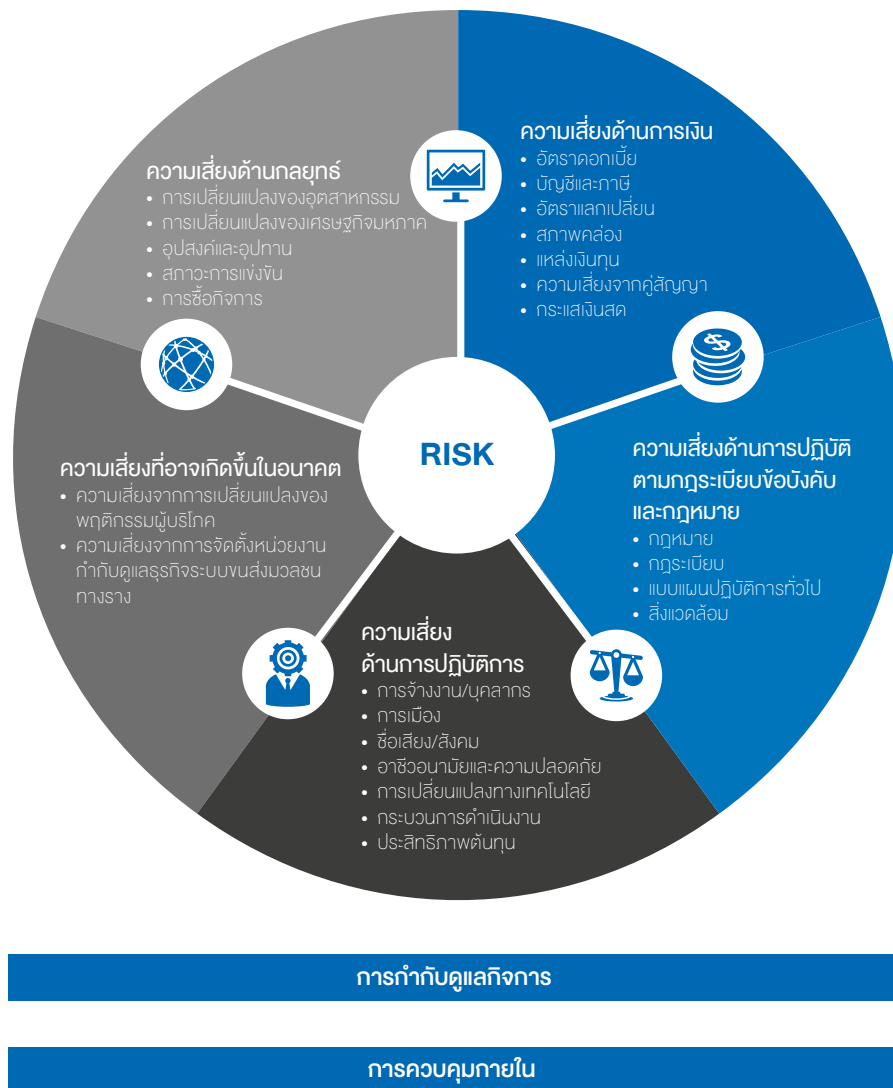 ความเสี่ยงด้านการเงิน
• อัตราดอกเบี้ย
• บัญชีและภาษี
• อัตราแลกเปลี่ยน
• สภาพคล่อง
• แหล่งเงินทุน
• ความเสี่ยงจากคู่สัญญา
• กระแสเงินสด
ความเสี่ยงด้านกลยุทธ์
• การเปลี่ยนแปลงของอุตสาหกรรม
• การเปลี่ยนแปลงของเศรษฐกิจมหภาค
• อุปสงค์และอุปทาน
• สภาวะการแข่งขัน
• การซื้อกิจการ
RISK
ความเสี่ยงด้านการปฏิบัติ
ตามกฎระเบียบข้อบังคับ
และกฎหมาย
• กฎหมาย
• กฎระเบียบ
• แบบแผนปฏิบัติการทั่วไป
• สิ่งแวดล้อม
ความเสี่ยงที่อาจเกิดขึ้นในอนาคต
• ความเสี่ยงจากการเปลี่ยนแปลงของ
พฤติกรรมผู้บริโภค
• ความเสี่ยงจากการจัดตั้งหน่วยงาน
กำกับดูแลธุรกิจระบบขนส่งมวลชน
ทางราง
ความเสี่ยง
ด้านการปฏิบัติการ
• การจ้างงาน/บุคลากร
• การเมือง
• ชื่อเสียง/สังคม
• อาชีวอนามัยและความปลอดภัย
• การเปลี่ยนแปลงทางเทคโนโลยี
• กระบวนการดำเนินงาน
• ประสิทธิภาพต้นทุน
การกำกับดูแลกิจการ
การควบคุมภายใน